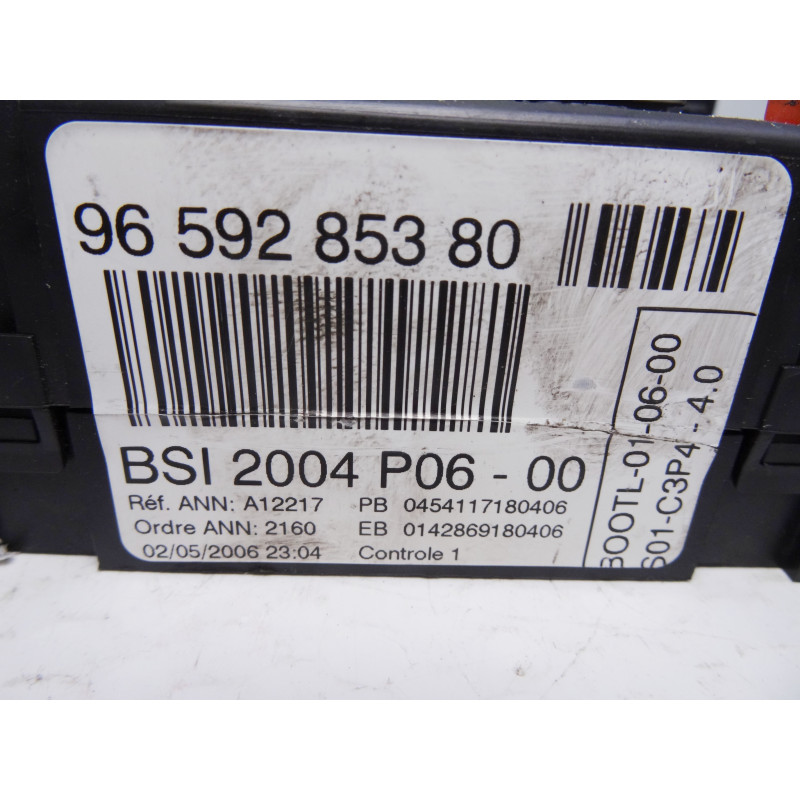 96 592 853 80
BSI 2004 P06 - 00
Réf. ANN: A12217 PB 0454117180406
Ordre ANN: 2160 EB 0142869180406
02/05/2006 23:04 Controle 1
BOOTL-01-06-00
S01-C3P4 - 4.0